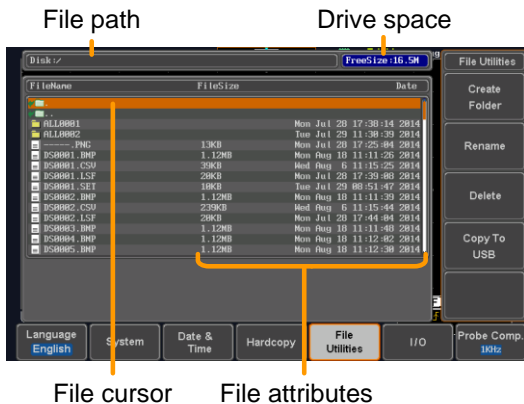 File path Drive space
Disk:/ FreeSize:16.5M File Utilities
FileName FileSize Date
.
..
ALL0001 Mon Jul 28 17:38:14 2014
ALL0002 Tue Jul 29 11:30:39 2014
-----.PNG 13KB Mon Jul 28 17:25:04 2014
DS0001.BMP 1.12MB Mon Aug 18 11:11:26 2014
DS0001.CSV 39KB Wed Aug 6 11:15:25 2014
DS0001.LSF 20KB Mon Jul 28 17:39:08 2014
DS0001.SET 10KB Tue Jul 29 08:51:47 2014
DS0002.BMP 1.12MB Mon Aug 18 11:11:39 2014
DS0002.CSV 239KB Wed Aug 6 11:15:44 2014
DS0002.LSF 20KB Mon Jul 28 17:44:04 2014
DS0003.BMP 1.12MB Mon Aug 18 11:11:48 2014
DS0004.BMP 1.12MB Mon Aug 18 11:12:02 2014
DS0005.BMP 1.12MB Mon Aug 18 11:12:30 2014
Create
Folder
Rename
Delete
Copy To
USB
Language
English
System
Date &
Time
Hardcopy
File
Utilities
I/O
Probe Comp.
1KHz
File cursor File attributes